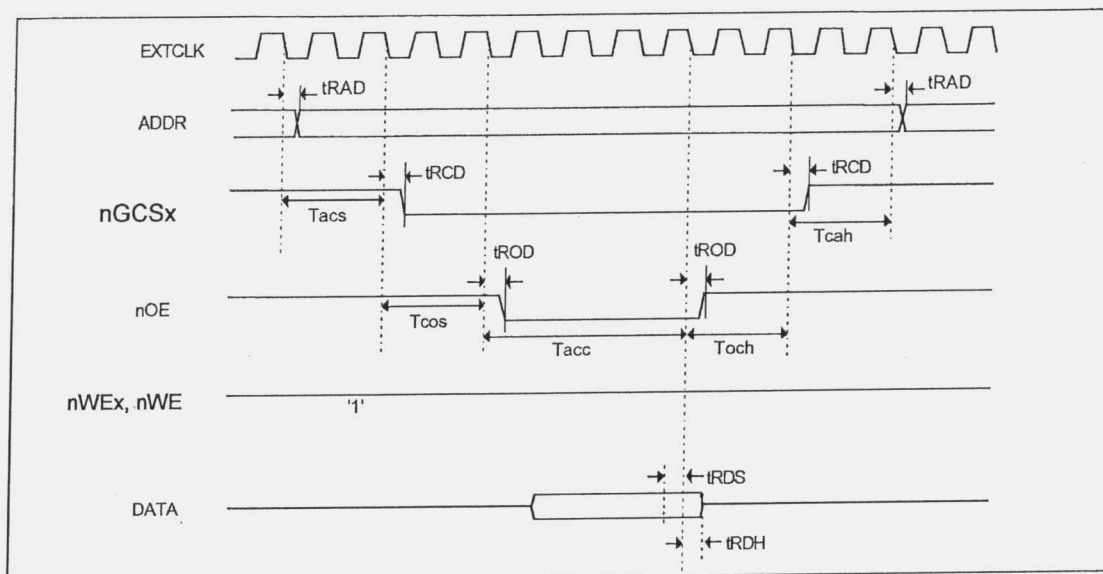 EXTCLK
tRAD
tRAD
ADDR
tRCD
tRCD
nGCSx
Tacs
Tcah
tROD
tROD
nOE
Tcos
Tacc
Toch
nWEx, nWE
'1'
tRDS
DATA
tRDH